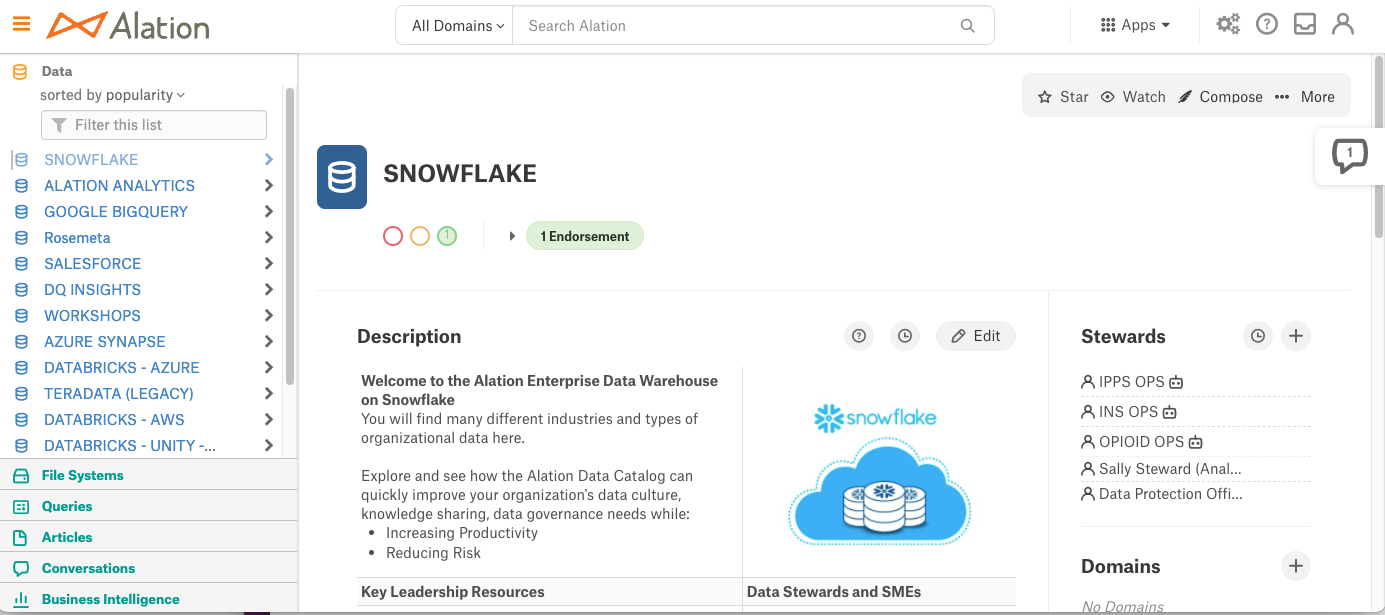 Alation
All Domains
Search Alation
Apps
Data
sorted by popularity
Filter this list
SNOWFLAKE
ALATION ANALYTICS
GOOGLE BIGQUERY
Rosemeta
SALESFORCE
DQ INSIGHTS
WORKSHOPS
AZURE SYNAPSE
DATABRICKS - AZURE
TERADATA (LEGACY)
DATABRICKS - AWS
DATABRICKS - UNITY -...
File Systems
Queries
Articles
Conversations
Business Intelligence
Star
Watch
Compose
More
1
SNOWFLAKE
1
1 Endorsement
Description
Edit
Welcome to the Alation Enterprise Data Warehouse
on Snowflake
You will find many different industries and types of
organizational data here.
Explore and see how the Alation Data Catalog can
quickly improve your organization's data culture,
knowledge sharing, data governance needs while:
• Increasing Productivity
• Reducing Risk
snowflake
Key Leadership Resources
Data Stewards and SMEs
Stewards
IPPS OPS
INS OPS
OPIOID OPS
Sally Steward (Anal...
Data Protection Offi...
Domains
No Domains